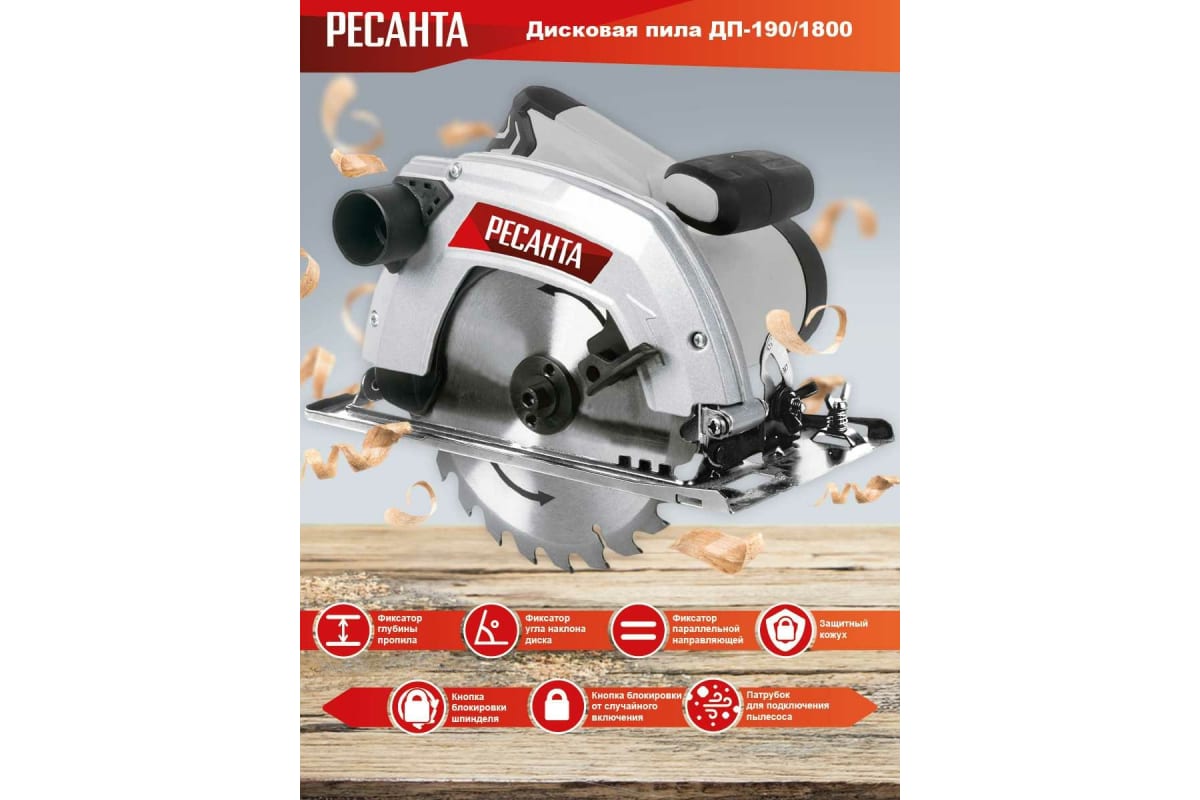 РЕСАНТА
Дисковая пила ДП-190/1800
РЕСАНТА
Фиксатор
глубины
пропила
Фиксатор
угла наклона
диска
Фиксатор
параллельной
направляющей
Защитный
кожух
Кнопка
блокировки
шпинделя
Кнопка блокировки
от случайного
включения
Патрубок
для подключения
пылесоса